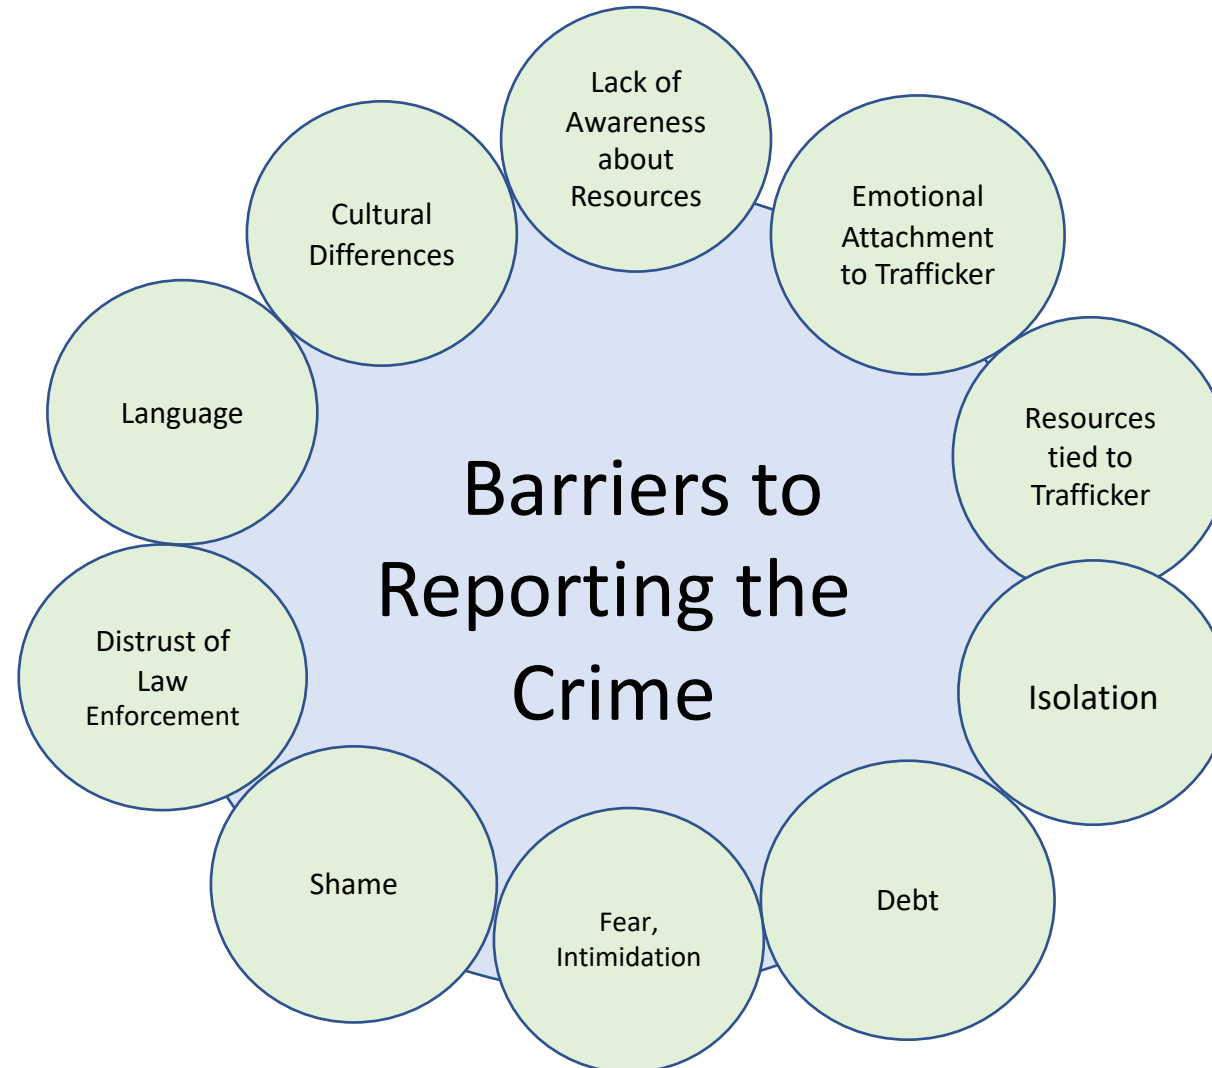 Lack of
Awareness
about
Resources
Emotional
Attachment
to Trafficker
Resources
tied to
Trafficker
Isolation
Debt
Fear,
Intimidation
Shame
Distrust of
Law
Enforcement
Language
Cultural
Differences
Barriers to
Reporting the
Crime